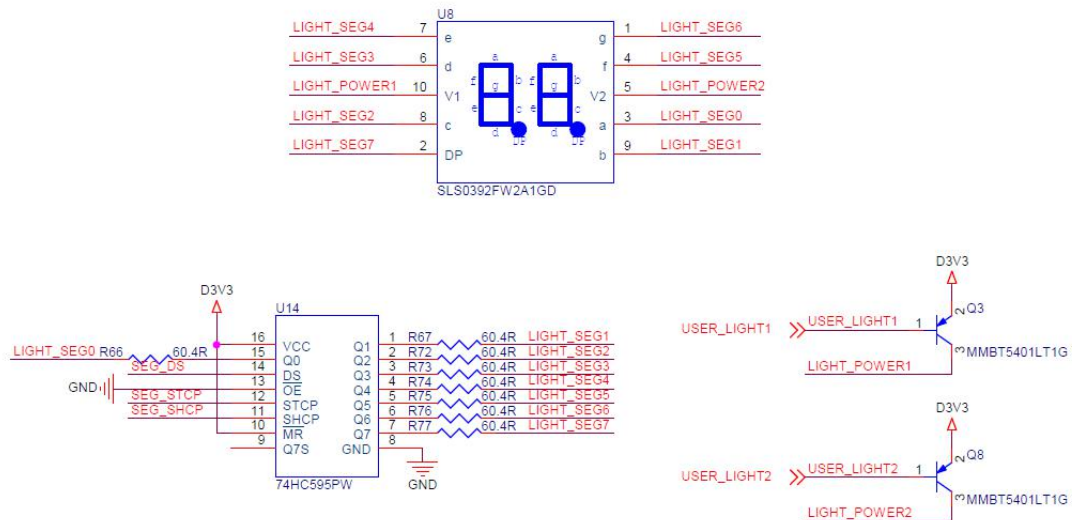 U8
LIGHT_SEG4 7 e g 1 LIGHT_SEG6
LIGHT_SEG3 6 d f 4 LIGHT_SEG5
LIGHT_POWER1 10 V1 V2 5 LIGHT_POWER2
LIGHT_SEG2 8 c a 3 LIGHT_SEG0
LIGHT_SEG7 2 DP b 9 LIGHT_SEG1
a a
f b f b
g g
e c e c
d DP d DP
SLS0392FW2A1GD
D3V3
U14
16 VCC Q1 1 R67 60.4R LIGHT_SEG1
LIGHT_SEG0 R66 60.4R 15 Q0 Q2 2 R72 60.4R LIGHT_SEG2
SEG_DS 14 DS Q3 3 R73 60.4R LIGHT_SEG3
GND 13 OE Q4 4 R74 60.4R LIGHT_SEG4
SEG_STCP 12 STCP Q5 5 R75 60.4R LIGHT_SEG5
SEG_SHCP 11 SHCP Q6 6 R76 60.4R LIGHT_SEG6
10 MR Q7 7 R77 60.4R LIGHT_SEG7
9 Q7S GND 8
74HC595PW
GND
D3V3
USER_LIGHT1 USER_LIGHT1 1 2 Q3
3 MMBT5401LT1G
LIGHT_POWER1
D3V3
USER_LIGHT2 USER_LIGHT2 1 2 Q8
3 MMBT5401LT1G
LIGHT_POWER2